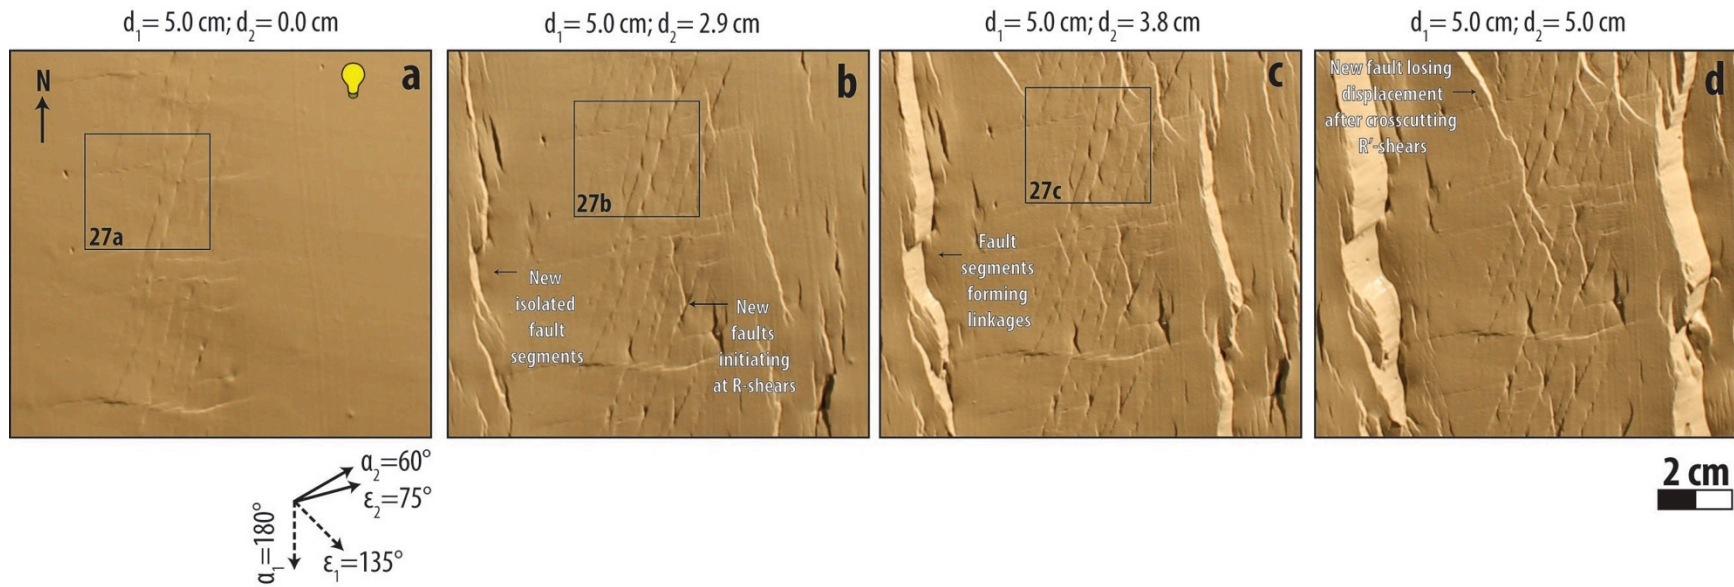 d₁= 5.0 cm; d₂= 0.0 cm
d₁= 5.0 cm; d₂= 2.9 cm
d₁= 5.0 cm; d₂= 3.8 cm
d₁= 5.0 cm; d₂= 5.0 cm
N
a
27a
b
27b
New
isolated
fault
segments
New
faults
initiating
at R-shears
c
27c
Fault
segments
forming
linkages
d
New fault losing
displacement
after crosscutting
R'-shears
α₂=60°
ε₂=75°
α₁=180°
ε₁=135°
2 cm